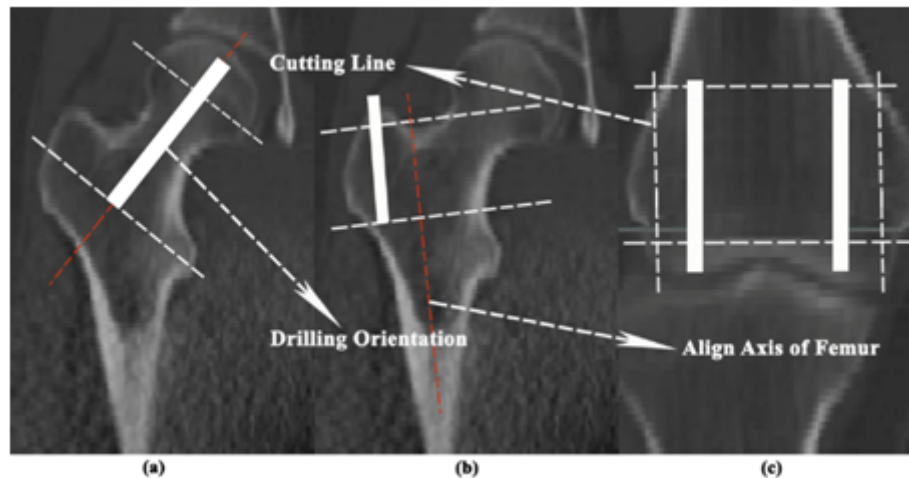 Cutting Line
Drilling Orientation
Align Axis of Femur
(a)
(b)
(c)